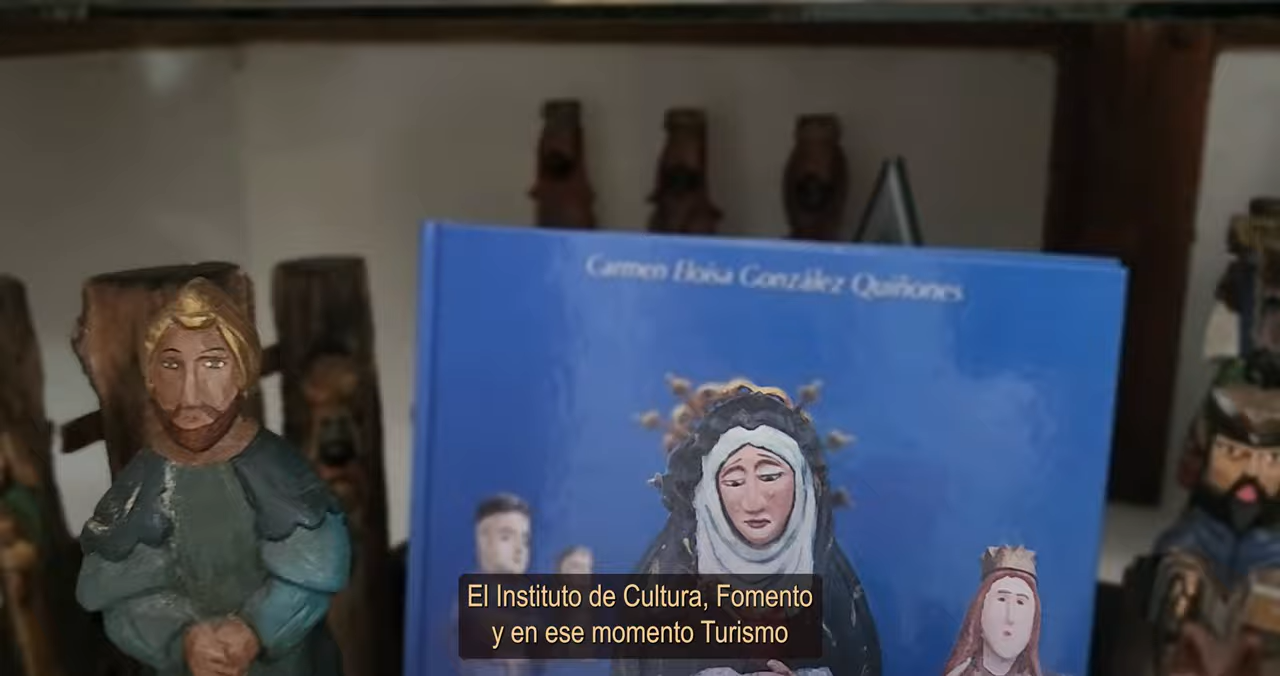 Carmen Eloísa González Quiñones
El Instituto de Cultura, Fomento
y en ese momento Turismo